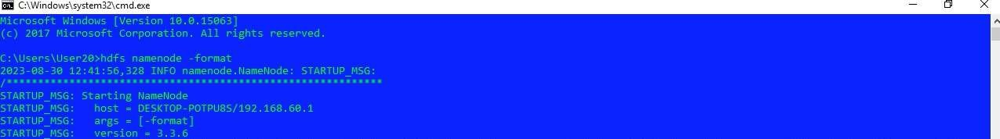 C:\Windows\system32\cmd.exe
Microsoft Windows [Version 10.0.15063]
(c) 2017 Microsoft Corporation. All rights reserved.
C:\Users\User20>hdfs namenode -format
2023-08-30 12:41:56,328 INFO namenode.NameNode: STARTUP_MSG:
/************************************************************
STARTUP_MSG: Starting NameNode
STARTUP_MSG:   host = DESKTOP-POTPU8S/192.168.60.1
STARTUP_MSG:   args = [-format]
STARTUP_MSG:   version = 3.3.6